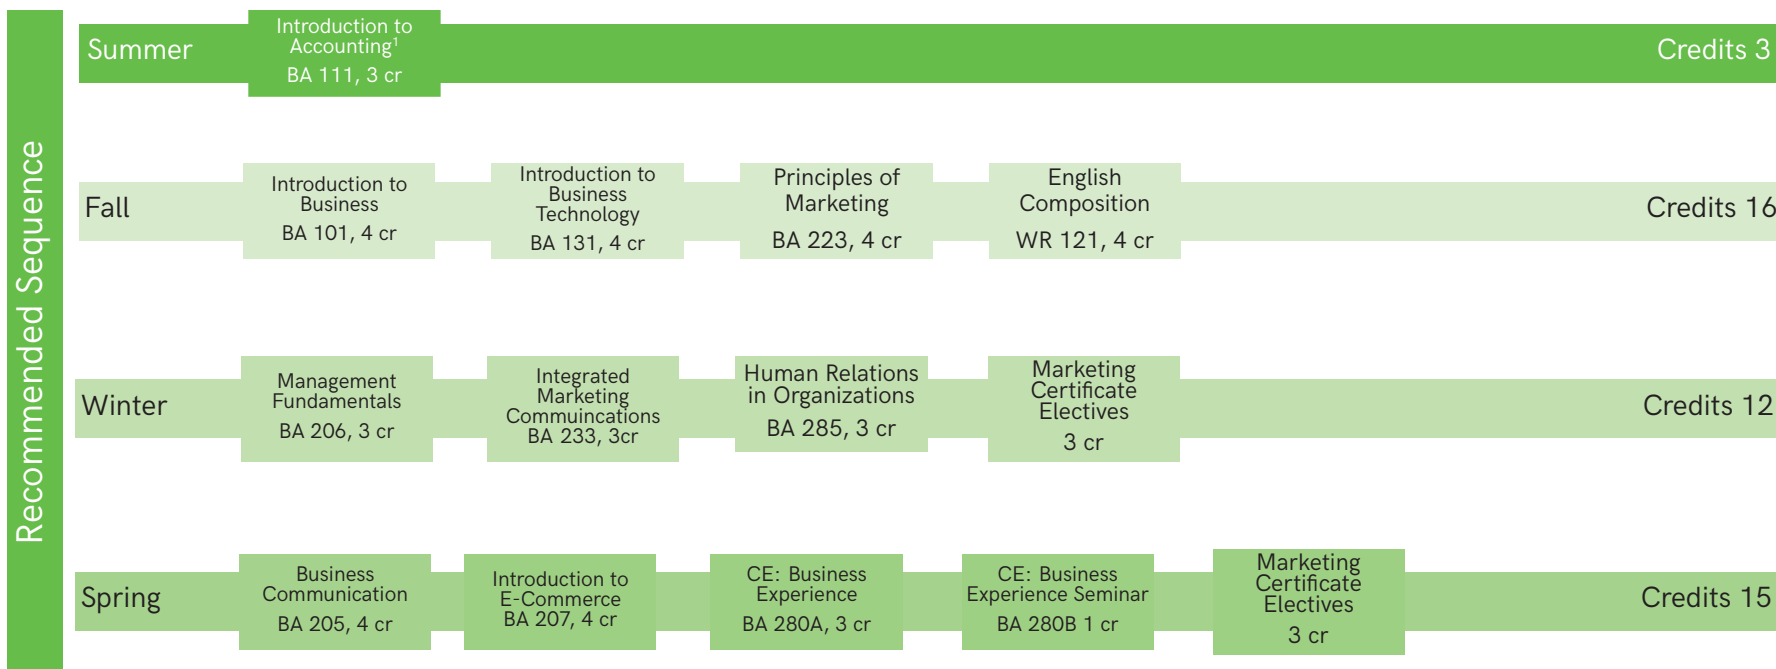 Recommended Sequence
Summer
Introduction to
Accounting¹
BA 111, 3 cr
Credits 3
Fall
Introduction to
Business
BA 101, 4 cr
Introduction to
Business
Technology
BA 131, 4 cr
Principles of
Marketing
BA 223, 4 cr
English
Composition
WR 121, 4 cr
Credits 16
Winter
Management
Fundamentals
BA 206, 3 cr
Integrated
Marketing
Commuincations
BA 233, 3cr
Human Relations
in Organizations
BA 285, 3 cr
Marketing
Certificate
Electives
3 cr
Credits 12
Spring
Business
Communication
BA 205, 4 cr
Introduction to
E-Commerce
BA 207, 4 cr
CE: Business
Experience
BA 280A, 3 cr
CE: Business
Experience Seminar
BA 280B 1 cr
Marketing
Certificate
Electives
3 cr
Credits 15